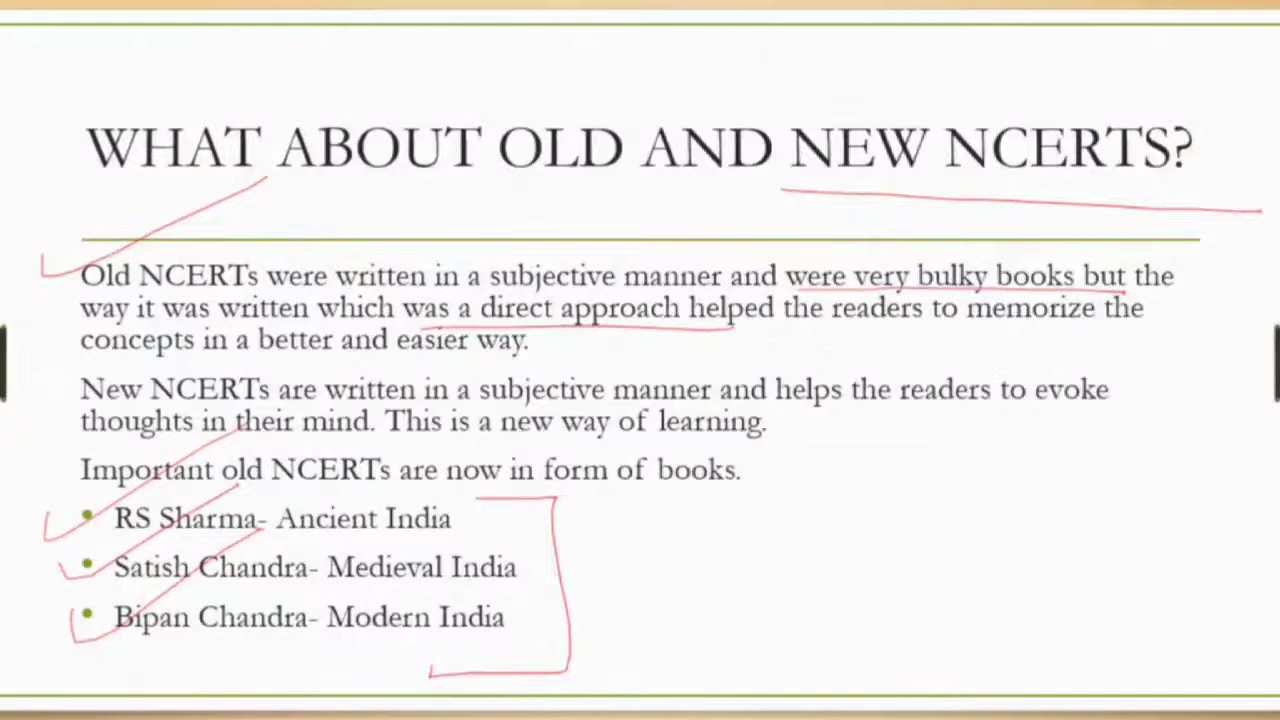 WHAT ABOUT OLD AND NEW NCERTS?
Old NCERTs were written in a subjective manner and were very bulky books but the
way it was written which was a direct approach helped the readers to memorize the
concepts in a better and easier way.
New NCERTs are written in a subjective manner and helps the readers to evoke
thoughts in their mind. This is a new way of learning.
Important old NCERTs are now in form of books.
• RS Sharma- Ancient India
• Satish Chandra- Medieval India
• Bipan Chandra- Modern India